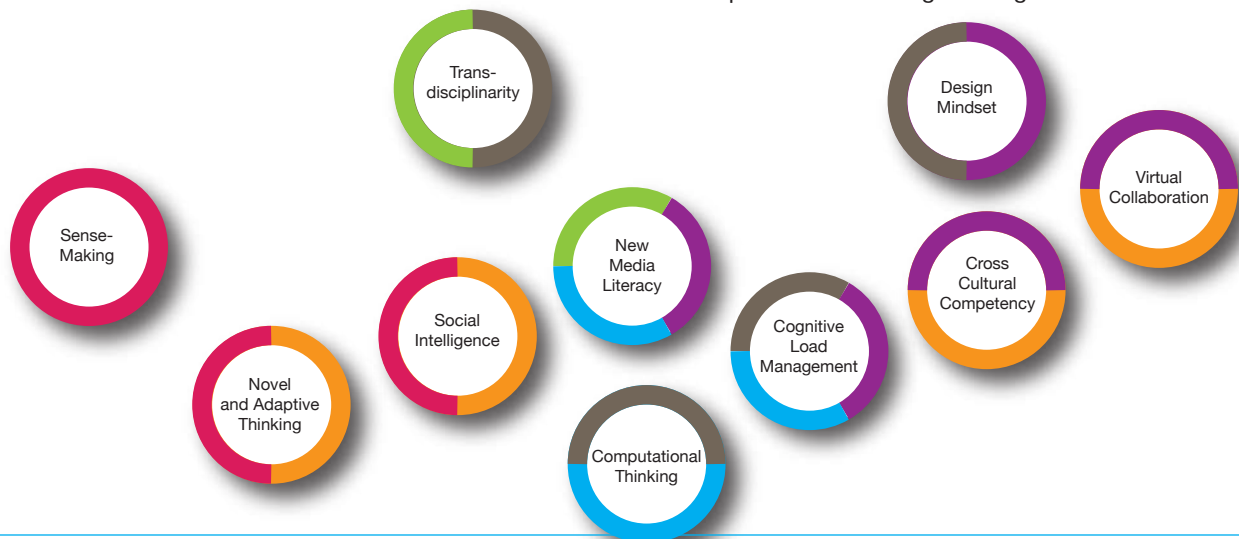 Trans-
disciplinarity
Design
Mindset
Virtual
Collaboration
Sense-
Making
New
Media
Literacy
Cross
Cultural
Competency
Social
Intelligence
Cognitive
Load
Management
Novel
and Adaptive
Thinking
Computational
Thinking